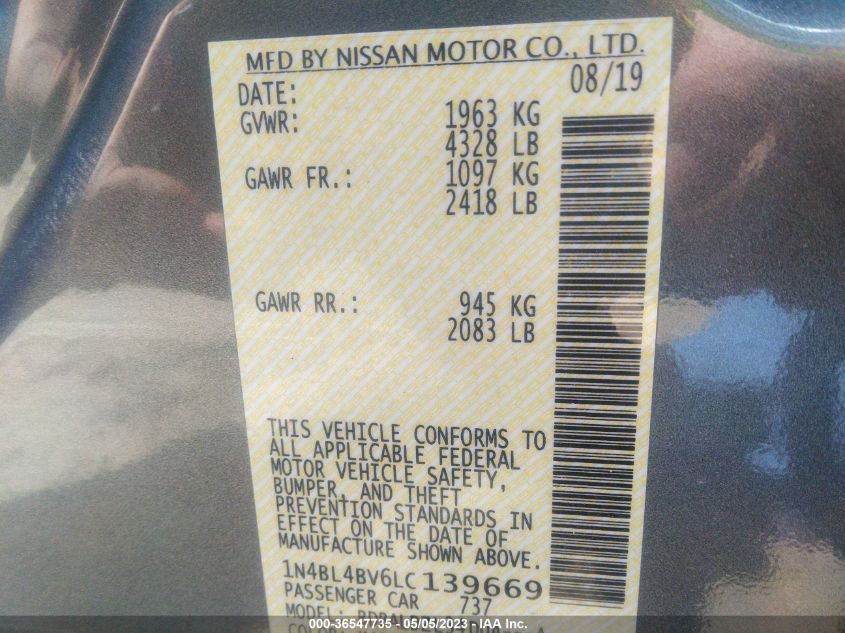 MFD BY NISSAN MOTOR CO., LTD.
DATE: 08/19
GVWR: 1963 KG
4328 LB
GAWR FR.: 1097 KG
2418 LB
GAWR RR.: 945 KG
2083 LB
THIS VEHICLE CONFORMS TO
ALL APPLICABLE FEDERAL
MOTOR VEHICLE SAFETY,
BUMPER, AND THEFT
PREVENTION STANDARDS IN
EFFECT ON THE DATE OF
MANUFACTURE SHOWN ABOVE.
1N4BL4BV6LC139669
PASSENGER CAR 737
MODEL:
000-36547735 - 05/05/2023 - IAA Inc.